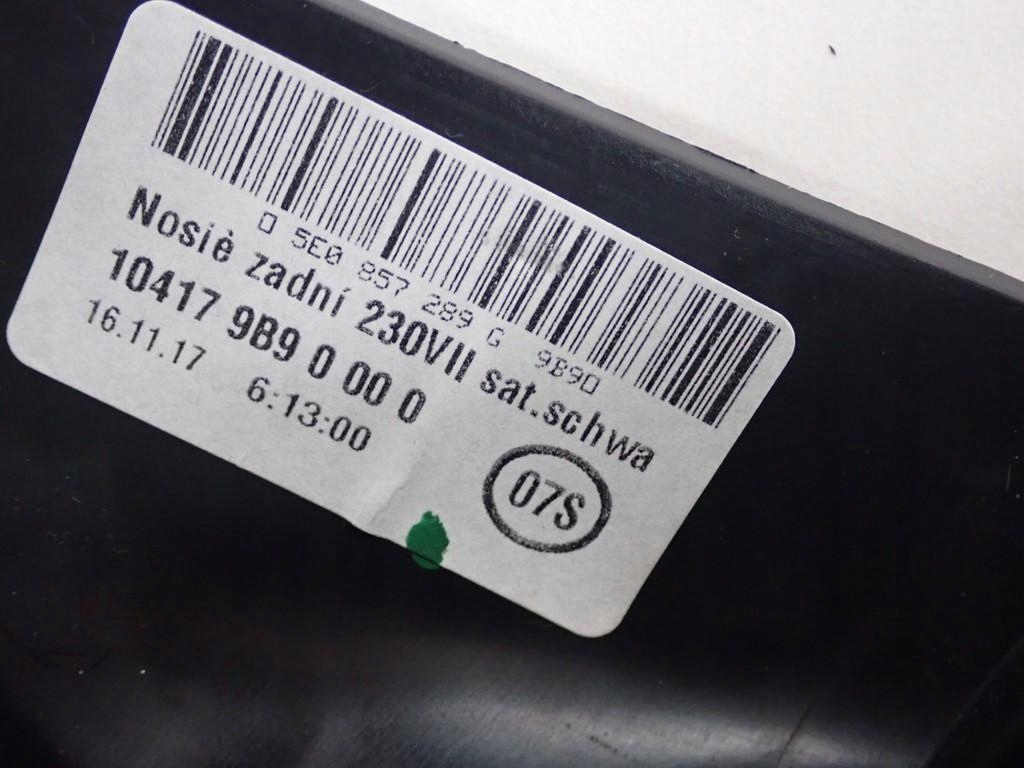 5E0 857 289 G 9B9
Nosiè zadní 230VII sat.schwa
10417 9B9 0 00 0
16.11.17 6:13:00
07S